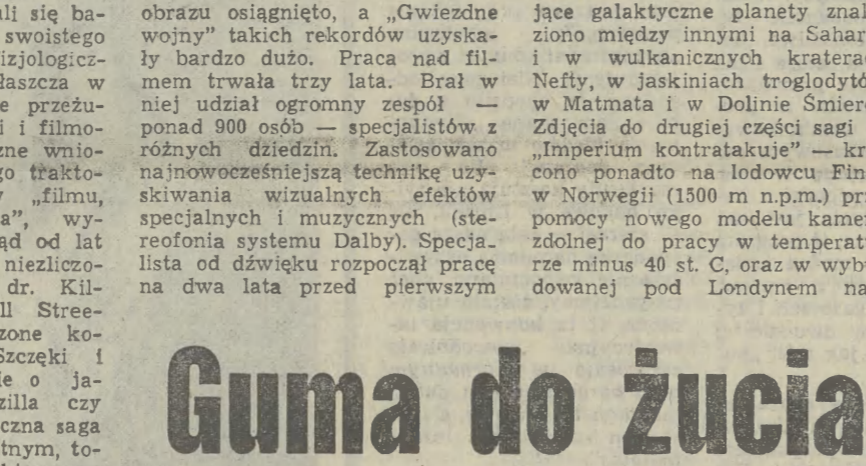 li się ba-
swoistego
izjologicz-
łaszcza w
e przeżu-
i i filmo-
zne wnio-
go trakto-
„filmu,
a”, wy-
ąd od lat
niezliczo-
dr. Kil-
ll Stree-
zone ko-
Szczęki i
ie o ja-
zilla czy
czna saga
tnym, to-
obrazu osiągnięto, a „Gwiezdne
wojny” takich rekordów uzyska-
ły bardzo dużo. Praca nad fil-
mem trwała trzy lata. Brał w
niej udział ogromny zespół —
ponad 900 osób — specjalistów z
różnych dziedzin. Zastosowano
najnowocześniejszą technikę uzy-
skiwania wizualnych efektów
specjalnych i muzycznych (ste-
reofonia systemu Dalby). Specja-
lista od dźwięku rozpoczął pracę
na dwa lata przed pierwszym
jące galaktyczne planety znal
ziono między innymi na Sahar
i w wulkanicznych kratera
Nefty, w jaskiniach troglodytó
w Matmata i w Dolinie Śmier
Zdjęcia do drugiej części sagi
„Imperium kontratakuje” — kr
cono ponadto na lodowcu Fin
w Norwegii (1500 m n.p.m.) prz
pomocy nowego modelu kamer
zdolnej do pracy w temperat
rze minus 40 st. C, oraz w wyb
dowanej pod Londynem na
Guma do żucia